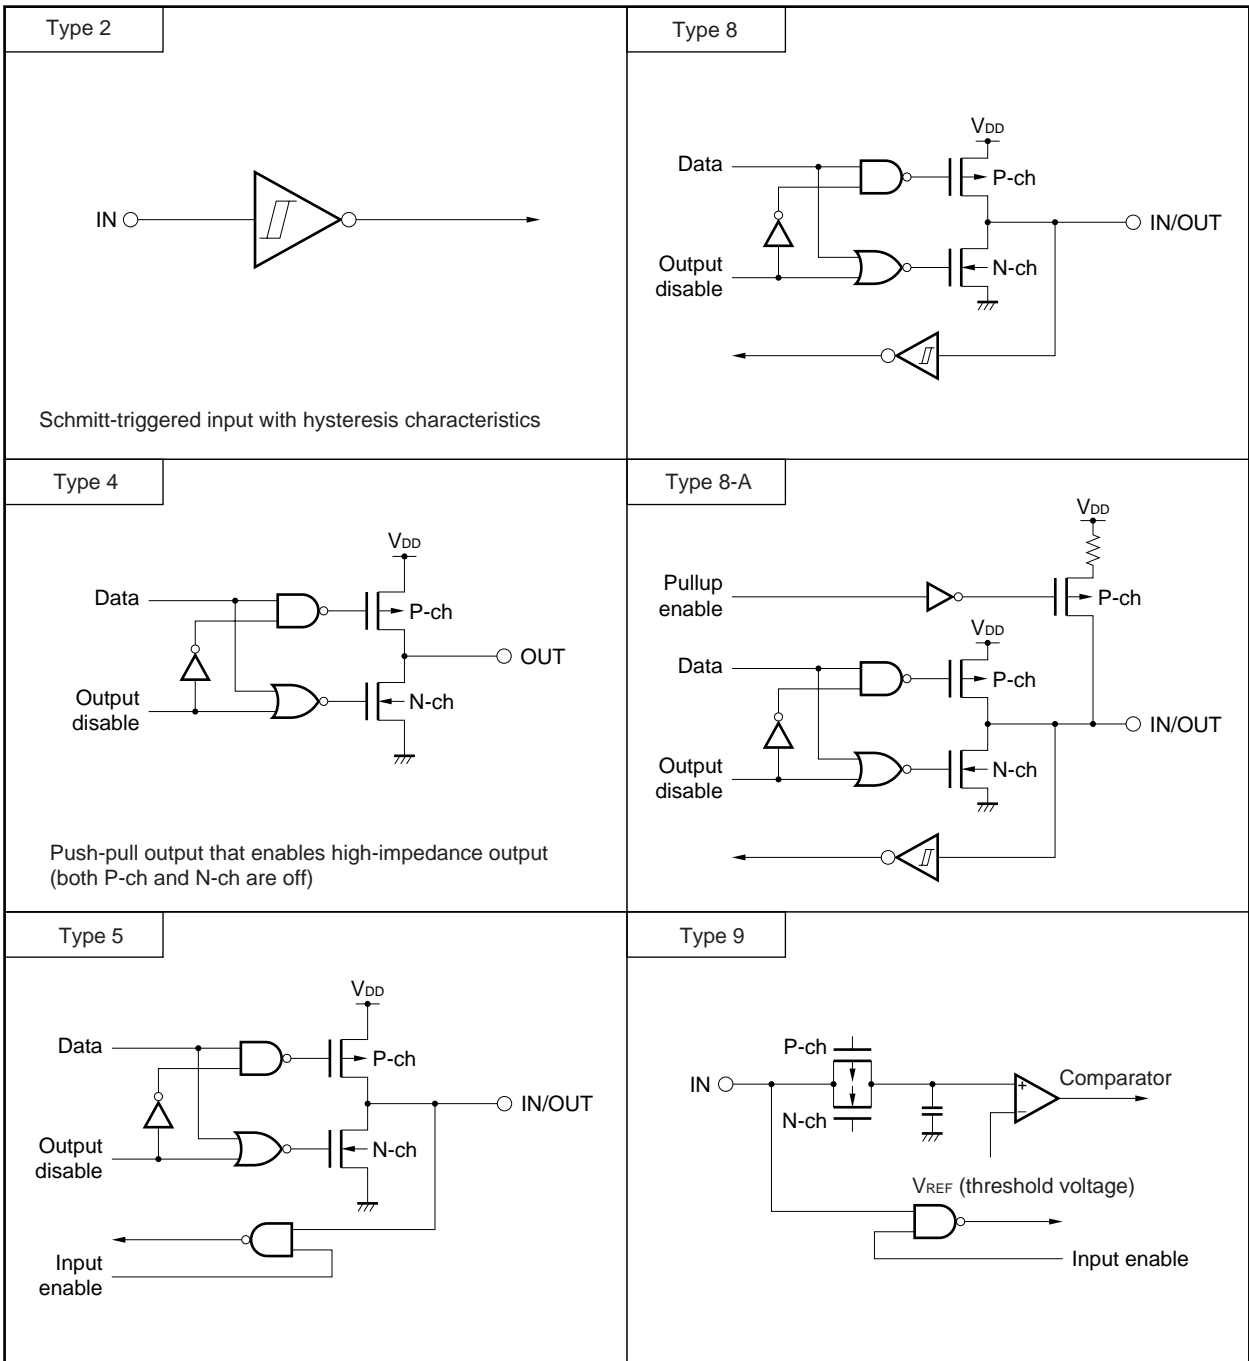 Type 2
IN
Schmitt-triggered input with hysteresis characteristics
Type 8
VDD
Data
P-ch
IN/OUT
Output
disable
N-ch
Type 4
VDD
Data
P-ch
OUT
Output
disable
N-ch
Push-pull output that enables high-impedance output
(both P-ch and N-ch are off)
Type 8-A
VDD
Pullup
enable
P-ch
VDD
Data
P-ch
IN/OUT
Output
disable
N-ch
Type 5
VDD
Data
P-ch
IN/OUT
Output
disable
N-ch
Input
enable
Type 9
P-ch
IN
N-ch
+
−
Comparator
VREF (threshold voltage)
Input enable